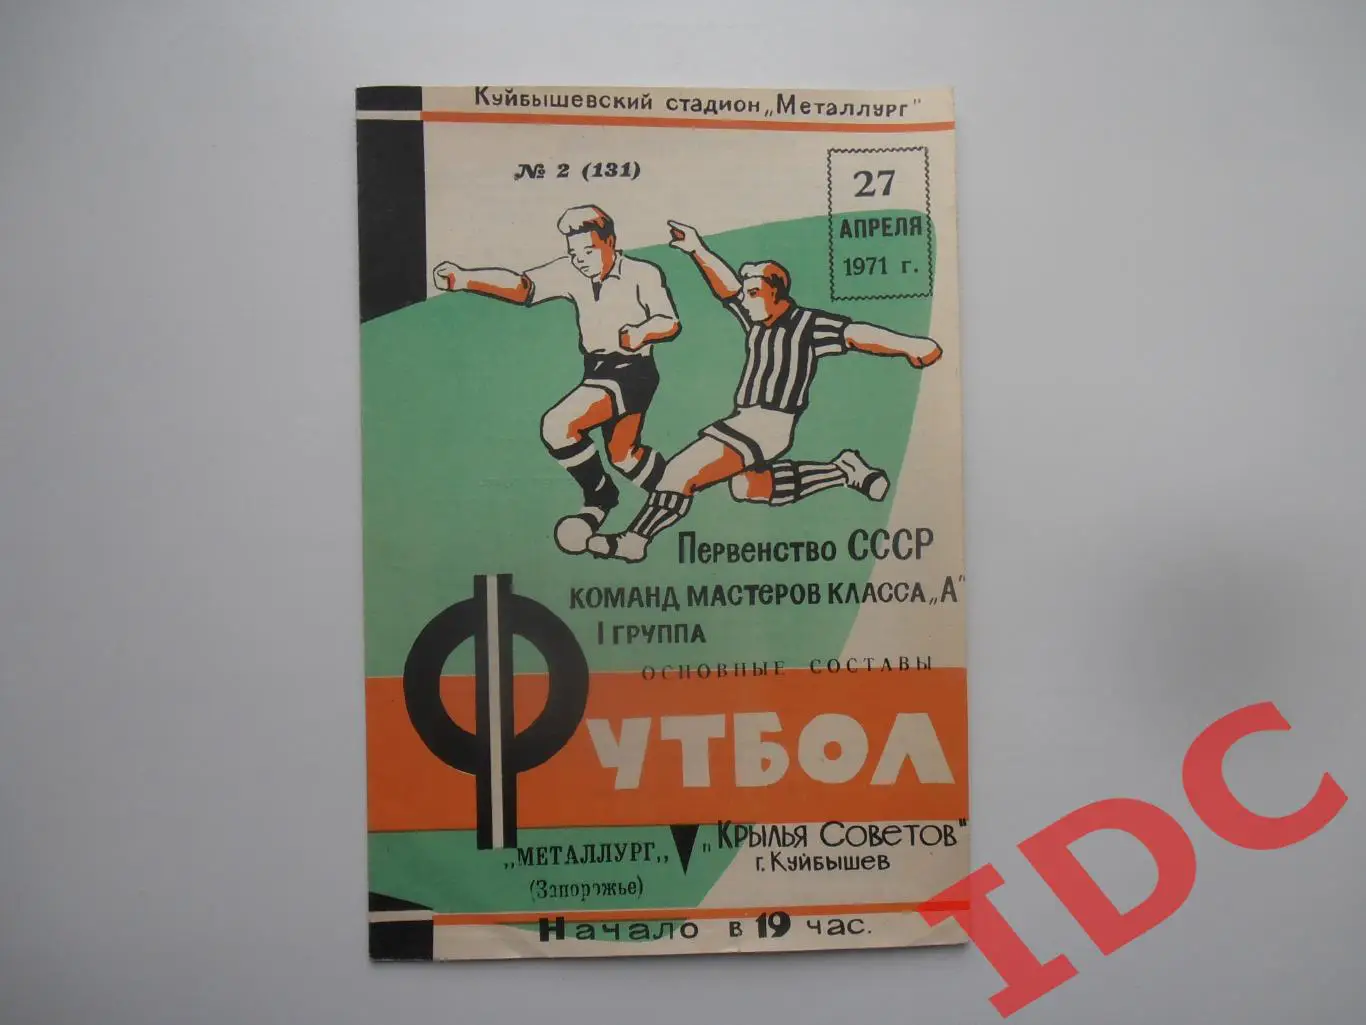 Куйбышевский стадион „Металлург"
№ 2 (131)
27
АПРЕЛЯ
1971 г.
Первенство СССР
КОМАНД МАСТЕРОВ КЛАССА „А"
I ГРУППА
ОСНОВНЫЕ СОСТАВЫ
ФУТБОЛ
„МЕТАЛЛУРГ„
(Запорожье)
„Крылья Советов"
г. Куйбышев
Начало в 19 час.
IDC